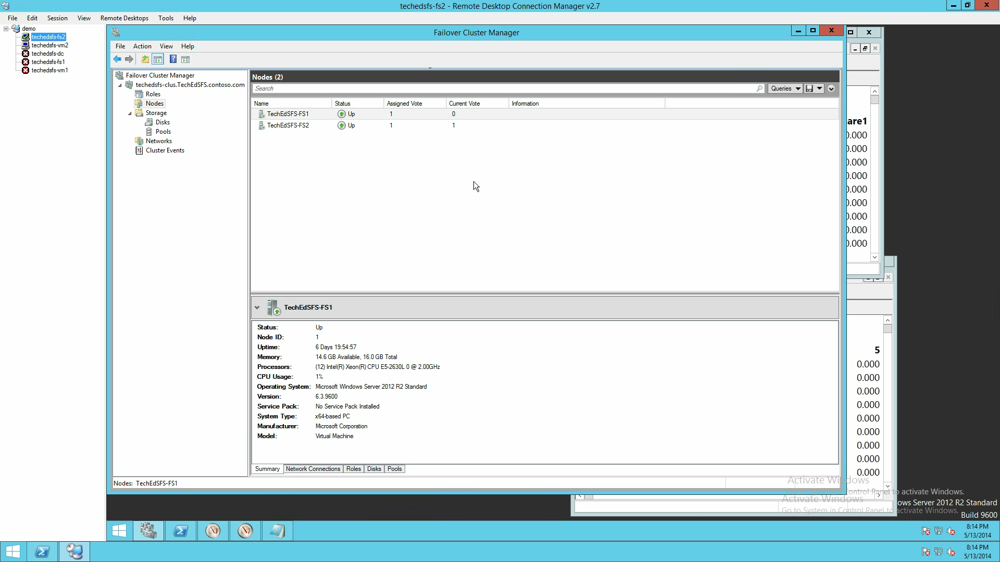 techedsfs-fs2 - Remote Desktop Connection Manager v2.7
File Edit Session View Remote Desktops Tools Help
demo
techedsfs-fs2
techedsfs-vm2
techedsfs-dc
techedsfs-fs1
techedsfs-vm1
Failover Cluster Manager
File Action View Help
Failover Cluster Manager
techedsfs-clus.TechEdSFS.contoso.com
Roles
Nodes
Storage
Disks
Pools
Networks
Cluster Events
Nodes (2)
Search
Queries
Name Status Assigned Vote Current Vote Information
TechEdSFS-FS1 Up 1 0
TechEdSFS-FS2 Up 1 1
TechEdSFS-FS1
Status: Up
Node ID: 1
Uptime: 6 Days 19:54:57
Memory: 14.6 GB Available, 16.0 GB Total
Processors: (12) Intel(R) Xeon(R) CPU E5-2630L 0 @ 2.00GHz
CPU Usage: 1%
Operating System: Microsoft Windows Server 2012 R2 Standard
Version: 6.3.9600
Service Pack: No Service Pack Installed
System Type: x64-based PC
Manufacturer: Microsoft Corporation
Model: Virtual Machine
Summary Network Connections Roles Disks Pools
Nodes: TechEdSFS-FS1
are1
0.000
0.000
0.000
0.000
0.000
0.000
0.000
0.000
0.000
5
0.000
0.000
0.000
0.000
0.000
0.000
0.000
0.000
0.000
Activate Windows
Control Panel to activate Windows.
Activate Windows
ows Server 2012 R2 Standard
Go to System in Control Panel to activate Windows.
Build 9600
8:14 PM
5/13/2014
8:14 PM
5/13/2014